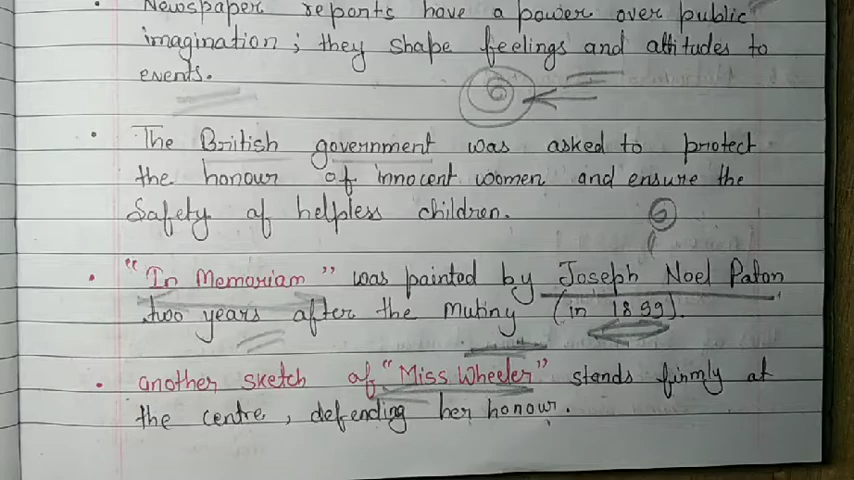 • Newspaper reports have a power over public
imagination; they shape feelings and attitudes to
events.
• The British government was asked to protect
the honour of innocent women and ensure the
Safety of helpless children.
• "In Memoriam" was painted by Joseph Noel Paton
two years after the mutiny (in 1859).
• another sketch of "Miss Wheeler" stands firmly at
the centre, defending her honour.